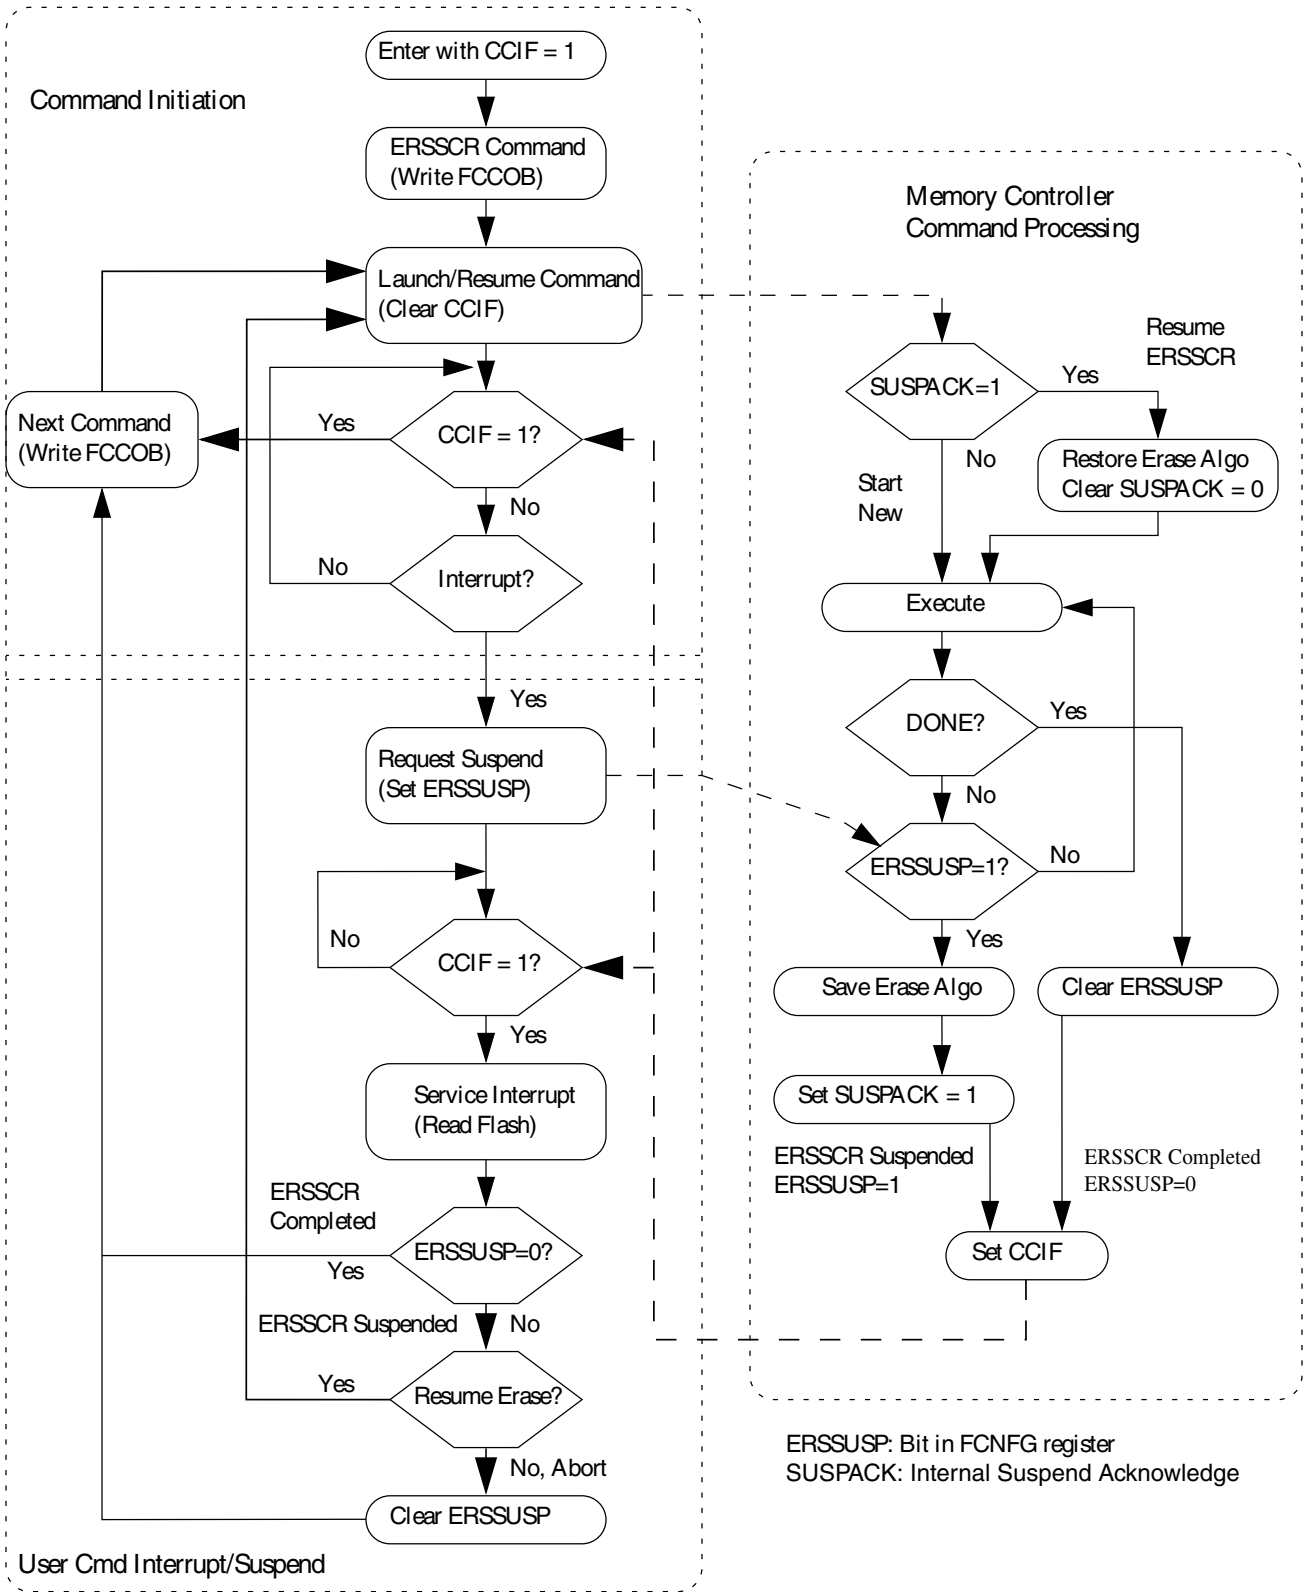 Enter with CCIF = 1
Command Initiation
ERSSCR Command
(Write FCCOB)
Launch/Resume Command
(Clear CCIF)
Next Command
(Write FCCOB)
Yes
CCIF = 1?
No
No
Interrupt?
Yes
Request Suspend
(Set ERSSUSP)
No
CCIF = 1?
Yes
Service Interrupt
(Read Flash)
ERSSCR
Completed
ERSSUSP=0?
Yes
ERSSCR Suspended
No
Yes
Resume Erase?
No, Abort
Clear ERSSUSP
User Cmd Interrupt/Suspend
Memory Controller
Command Processing
Resume
ERSSCR
SUSPACK=1
Yes
No
Restore Erase Algo
Clear SUSPACK = 0
Start
New
Execute
DONE?
Yes
No
ERSSUSP=1?
No
Yes
Save Erase Algo
Clear ERSSUSP
Set SUSPACK = 1
ERSSCR Suspended
ERSSUSP=1
ERSSCR Completed
ERSSUSP=0
Set CCIF
ERSSUSP: Bit in FCNFG register
SUSPACK: Internal Suspend Acknowledge